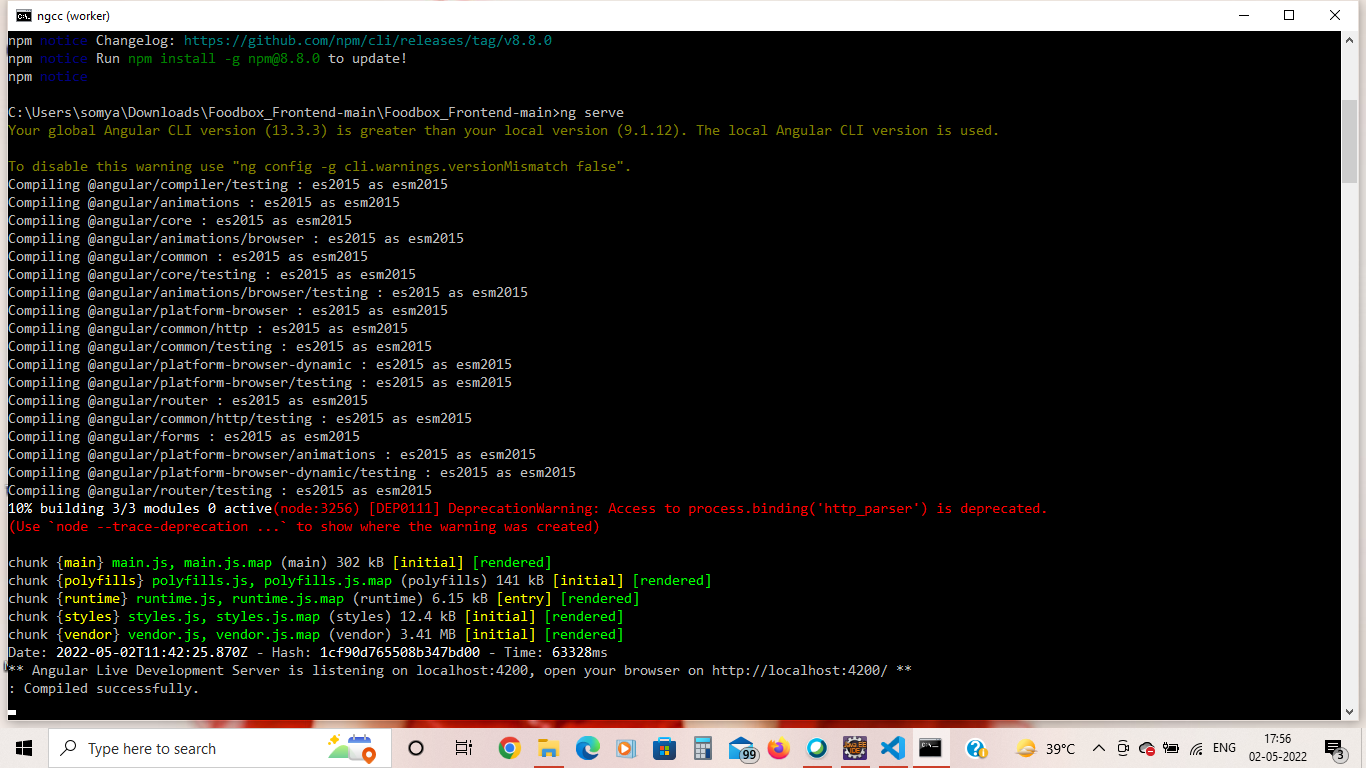 ngcc (worker)
npm notice Changelog: https://github.com/npm/cli/releases/tag/v8.8.0
npm notice Run npm install -g npm@8.8.0 to update!
npm notice
C:\Users\somya\Downloads\Foodbox_Frontend-main\Foodbox_Frontend-main>ng serve
Your global Angular CLI version (13.3.3) is greater than your local version (9.1.12). The local Angular CLI version is used.
To disable this warning use "ng config -g cli.warnings.versionMismatch false".
Compiling @angular/compiler/testing : es2015 as esm2015
Compiling @angular/animations : es2015 as esm2015
Compiling @angular/core : es2015 as esm2015
Compiling @angular/animations/browser : es2015 as esm2015
Compiling @angular/common : es2015 as esm2015
Compiling @angular/core/testing : es2015 as esm2015
Compiling @angular/animations/browser/testing : es2015 as esm2015
Compiling @angular/platform-browser : es2015 as esm2015
Compiling @angular/common/http : es2015 as esm2015
Compiling @angular/common/testing : es2015 as esm2015
Compiling @angular/platform-browser-dynamic : es2015 as esm2015
Compiling @angular/platform-browser/testing : es2015 as esm2015
Compiling @angular/router : es2015 as esm2015
Compiling @angular/common/http/testing : es2015 as esm2015
Compiling @angular/forms : es2015 as esm2015
Compiling @angular/platform-browser/animations : es2015 as esm2015
Compiling @angular/platform-browser-dynamic/testing : es2015 as esm2015
Compiling @angular/router/testing : es2015 as esm2015
10% building 3/3 modules 0 active(node:3256) [DEP0111] DeprecationWarning: Access to process.binding('http_parser') is deprecated.
(Use `node --trace-deprecation ...` to show where the warning was created)
chunk {main} main.js, main.js.map (main) 302 kB [initial] [rendered]
chunk {polyfills} polyfills.js, polyfills.js.map (polyfills) 141 kB [initial] [rendered]
chunk {runtime} runtime.js, runtime.js.map (runtime) 6.15 kB [entry] [rendered]
chunk {styles} styles.js, styles.js.map (styles) 12.4 kB [initial] [rendered]
chunk {vendor} vendor.js, vendor.js.map (vendor) 3.41 MB [initial] [rendered]
Date: 2022-05-02T11:42:25.870Z - Hash: 1cf90d765508b347bd00 - Time: 63328ms
** Angular Live Development Server is listening on localhost:4200, open your browser on http://localhost:4200/ **
: Compiled successfully.
Type here to search
99
39°C
ENG
17:56
02-05-2022
3